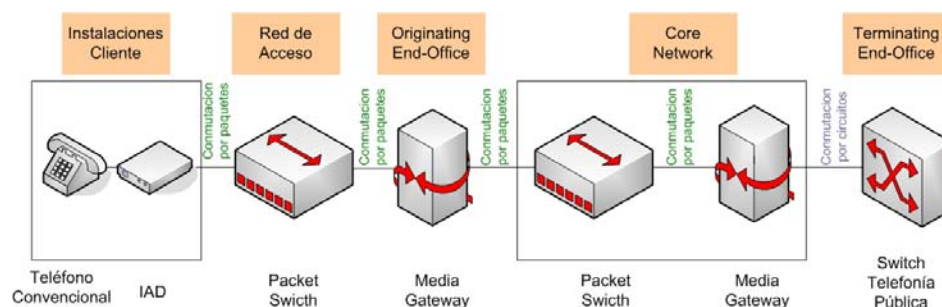 Instalaciones
Cliente
Red de
Acceso
Originating
End-Office
Core
Network
Terminating
End-Office
Conmutacion
por paquetes
Conmutacion
por paquetes
Conmutacion
por paquetes
Conmutacion
por paquetes
Conmutacion
por circuitos
Teléfono
Convencional
IAD
Packet
Swicth
Media
Gateway
Packet
Swicth
Media
Gateway
Switch
Telefonía
Pública